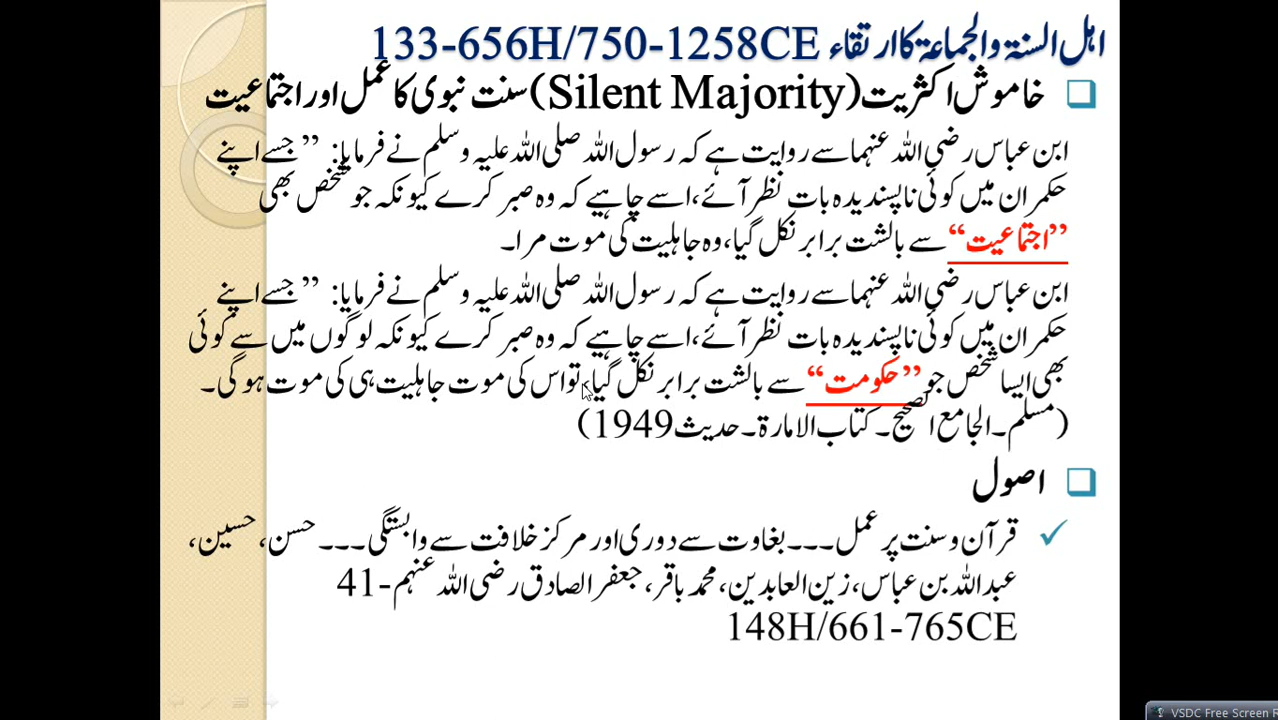 اہل السنۃ والجماعۃ کا ارتقاء 133-656H/750-1258CE
خاموش اکثریت (Silent Majority) سنت نبوی کا عمل اور اجتماعیت
ابن عباس رضی اللہ عنہما سے روایت ہے کہ رسول اللہ صلی اللہ علیہ وسلم نے فرمایا: ”جسے اپنے
حکمران میں کوئی ناپسندیدہ بات نظر آئے، اسے چاہیے کہ وہ صبر کرے کیونکہ جو شخص بھی
”اجتماعیت“ سے بالشت برابر نکل گیا، وہ جاہلیت کی موت مرا۔
ابن عباس رضی اللہ عنہما سے روایت ہے کہ رسول اللہ صلی اللہ علیہ وسلم نے فرمایا: ”جسے اپنے
حکمران میں کوئی ناپسندیدہ بات نظر آئے، اسے چاہیے کہ وہ صبر کرے کیونکہ لوگوں میں سے کوئی
بھی ایسا شخص جو ”حکومت“ سے بالشت برابر نکل گیا، تو اس کی موت جاہلیت ہی کی موت ہو گی۔
(مسلم۔ الجامع الصحیح۔ کتاب الامارۃ۔ حدیث 1949)
اصول
قرآن و سنت پر عمل۔۔۔ بغاوت سے دوری اور مرکز خلافت سے وابستگی۔۔۔ حسن، حسین،
عبداللہ بن عباس، زین العابدین، محمد باقر، جعفر الصادق رضی اللہ عنہم 41-
148H/661-765CE
VSDC Free Screen R